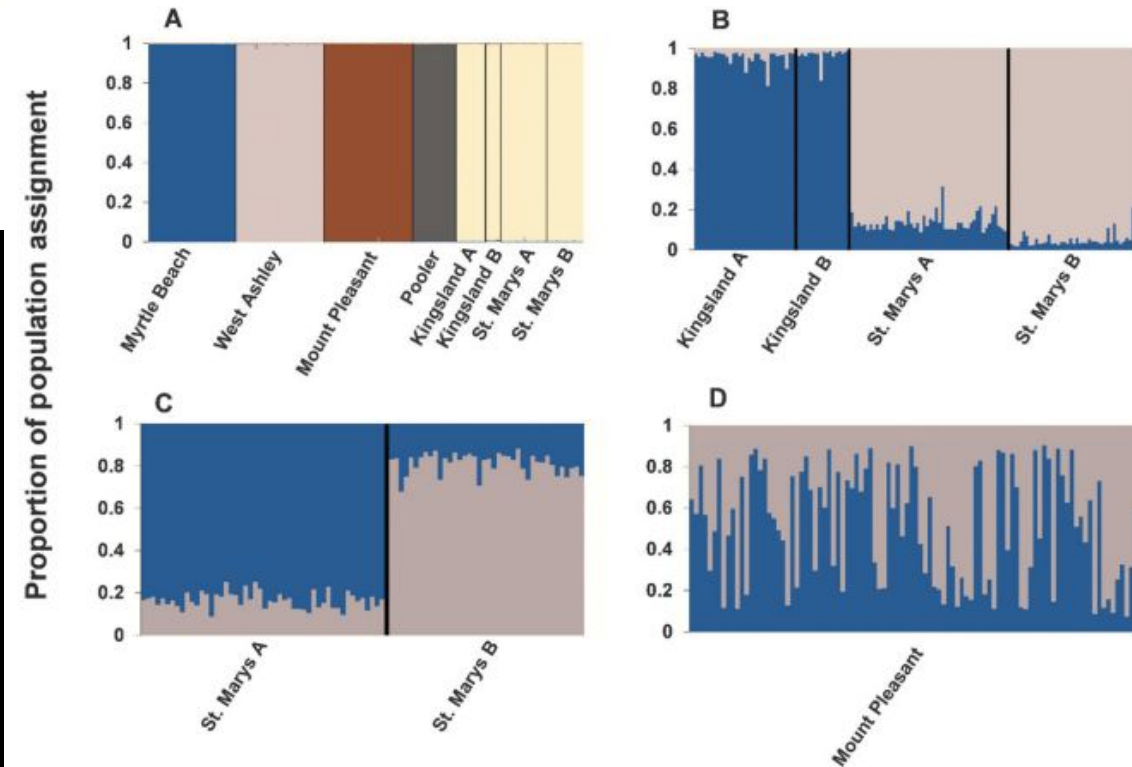 Proportion of population assignment
A
1
0.8
0.6
0.4
0.2
0
Myrtle Beach
West Ashley
Mount Pleasant
Pooler
Kingsland A
Kingsland B
St. Marys A
St. Marys B
B
1
0.8
0.6
0.4
0.2
0
Kingsland A
Kingsland B
St. Marys A
St. Marys B
C
1
0.8
0.6
0.4
0.2
0
St. Marys A
St. Marys B
D
1
0.8
0.6
0.4
0.2
0
Mount Pleasant